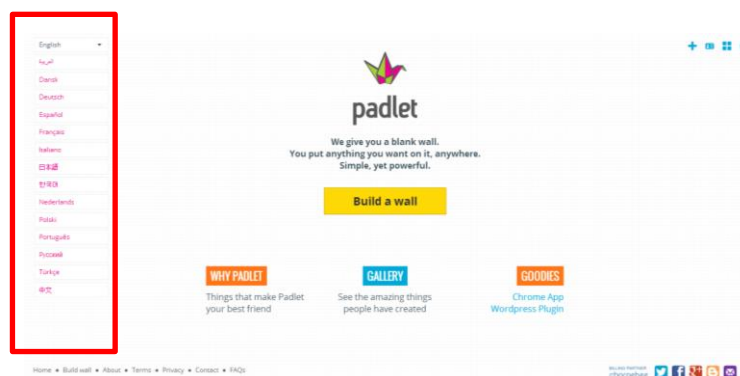 English
العربية
Dansk
Deutsch
Español
Français
Italiano
日本語
한국어
Nederlands
Polski
Português
Русский
Türkçe
中文
padlet
We give you a blank wall.
You put anything you want on it, anywhere.
Simple, yet powerful.
Build a wall
WHY PADLET
Things that make Padlet
your best friend
GALLERY
See the amazing things
people have created
GOODIES
Chrome App
Wordpress Plugin
Home • Build wall • About • Terms • Privacy • Contact • FAQs